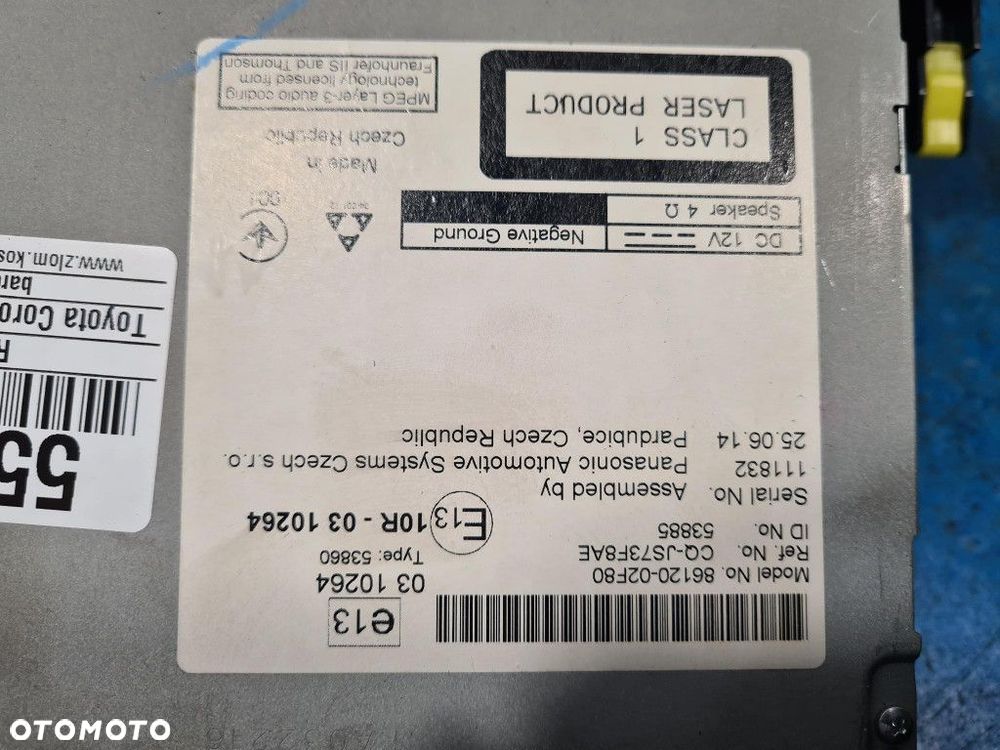 Model No. 86120-02F80
Ref. No. CQ-JS73F8AE
ID No. 53885
Serial No. 111832
25.06.14
e13
03 10264
Type: 53860
E13 10R - 03 10264
Assembled by
Panasonic Automotive Systems Czech s.r.o.
Pardubice, Czech Republic
DC 12V Negative Ground
Speaker 4 Ω
CLASS 1
LASER PRODUCT
Made in
Czech Republic
MPEG Layer-3 audio coding
technology licensed from
Fraunhofer IIS and Thomson
55
Toyota Coro
www.zlom.kos
OTOMOTO